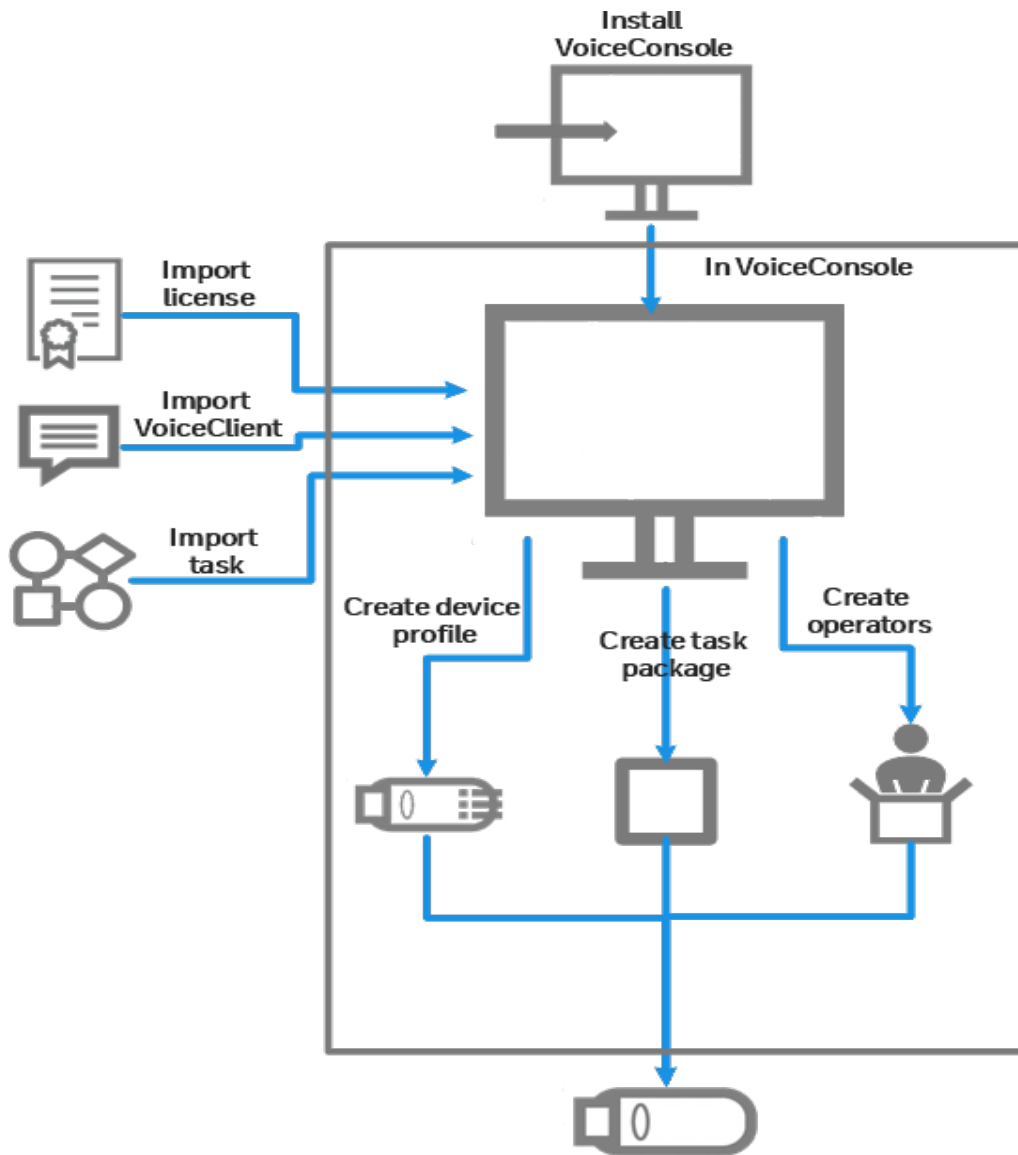 Install
VoiceConsole
In VoiceConsole
Import
license
Import
VoiceClient
Import
task
Create device
profile
Create task
package
Create
operators